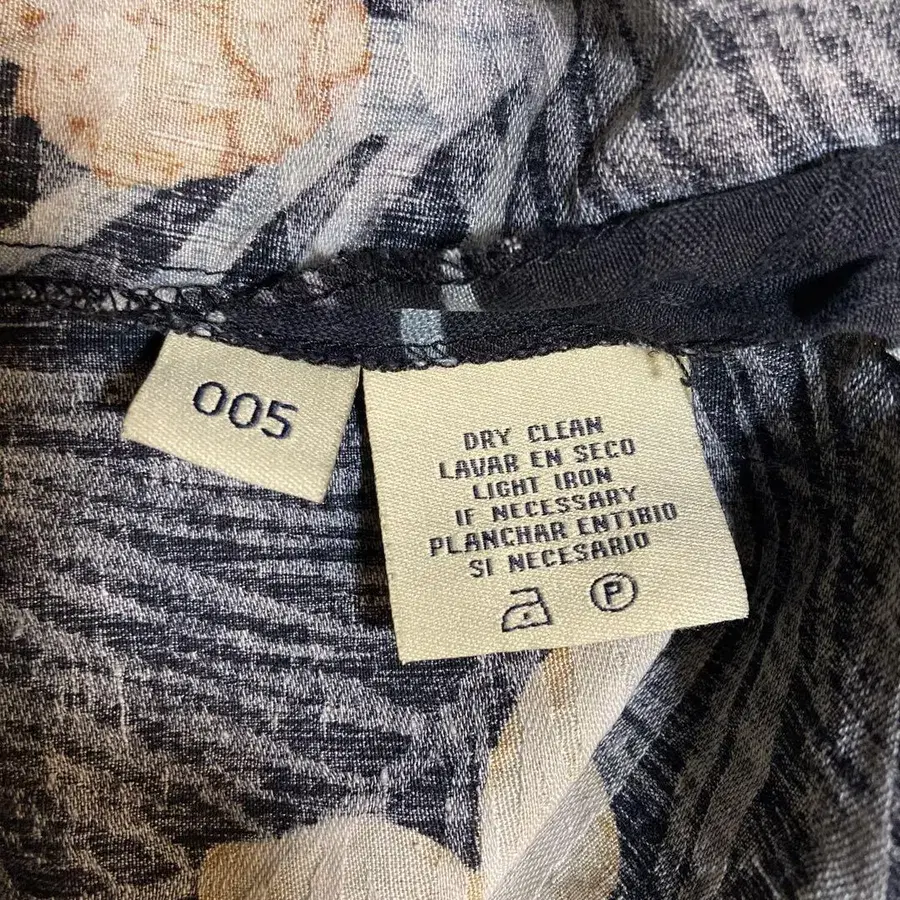 005
DRY CLEAN
LAVAR EN SECO
LIGHT IRON
IF NECESSARY
PLANCHAR ENTIBIO
SI NECESARIO
P